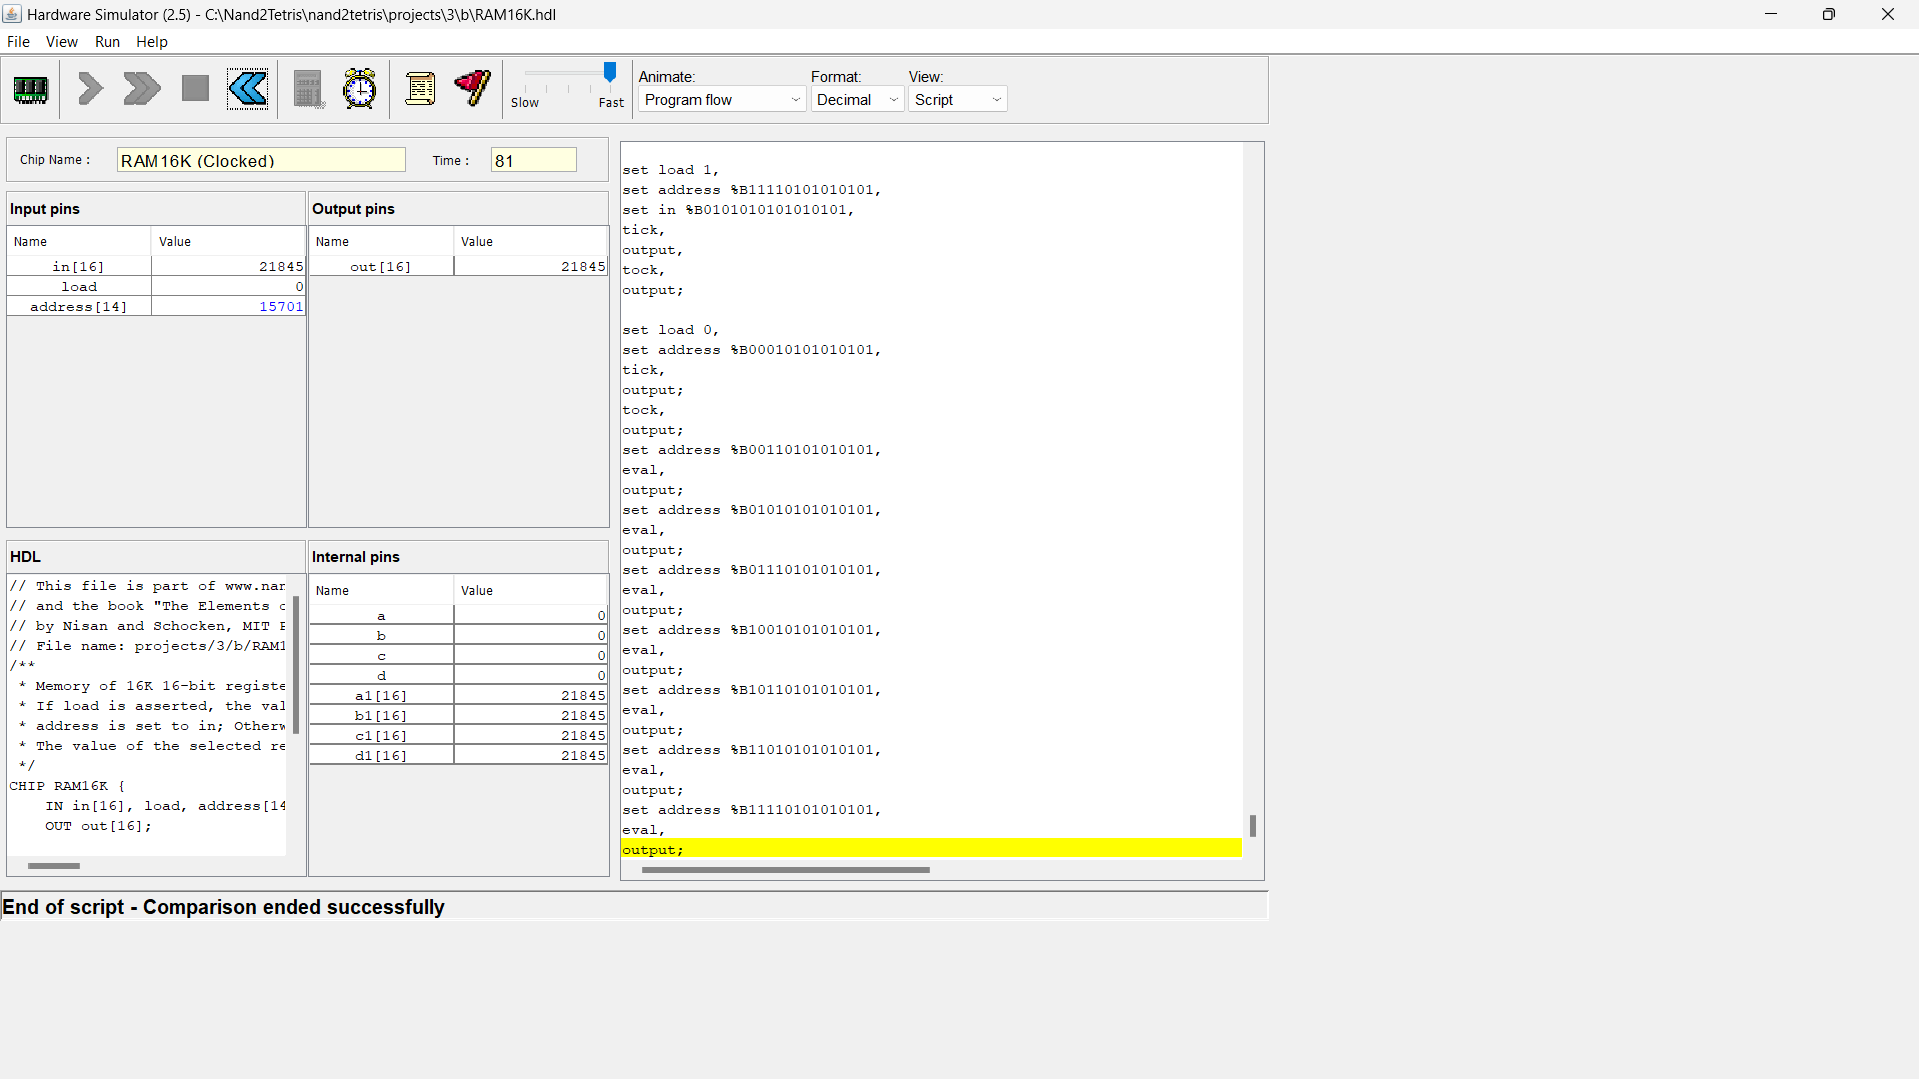 Hardware Simulator (2.5) - C:\Nand2Tetris\nand2tetris\projects\3\b\RAM16K.hdl
File View Run Help
Slow Fast
Animate: Format: View:
Program flow Decimal Script
Chip Name : RAM16K (Clocked) Time : 81
Input pins
Name Value
in[16] 21845
load 0
address[14] 15701
Output pins
Name Value
out[16] 21845
HDL
// This file is part of www.nan
// and the book "The Elements o
// by Nisan and Schocken, MIT P
// File name: projects/3/b/RAM1
/**
* Memory of 16K 16-bit registe
* If load is asserted, the val
* address is set to in; Otherw
* The value of the selected re
*/
CHIP RAM16K {
IN in[16], load, address[14
OUT out[16];
Internal pins
Name Value
a 0
b 0
c 0
d 0
a1[16] 21845
b1[16] 21845
c1[16] 21845
d1[16] 21845
set load 1,
set address %B11110101010101,
set in %B0101010101010101,
tick,
output,
tock,
output;
set load 0,
set address %B00010101010101,
tick,
output;
tock,
output;
set address %B00110101010101,
eval,
output;
set address %B01010101010101,
eval,
output;
set address %B01110101010101,
eval,
output;
set address %B10010101010101,
eval,
output;
set address %B10110101010101,
eval,
output;
set address %B11010101010101,
eval,
output;
set address %B11110101010101,
eval,
output;
End of script - Comparison ended successfully